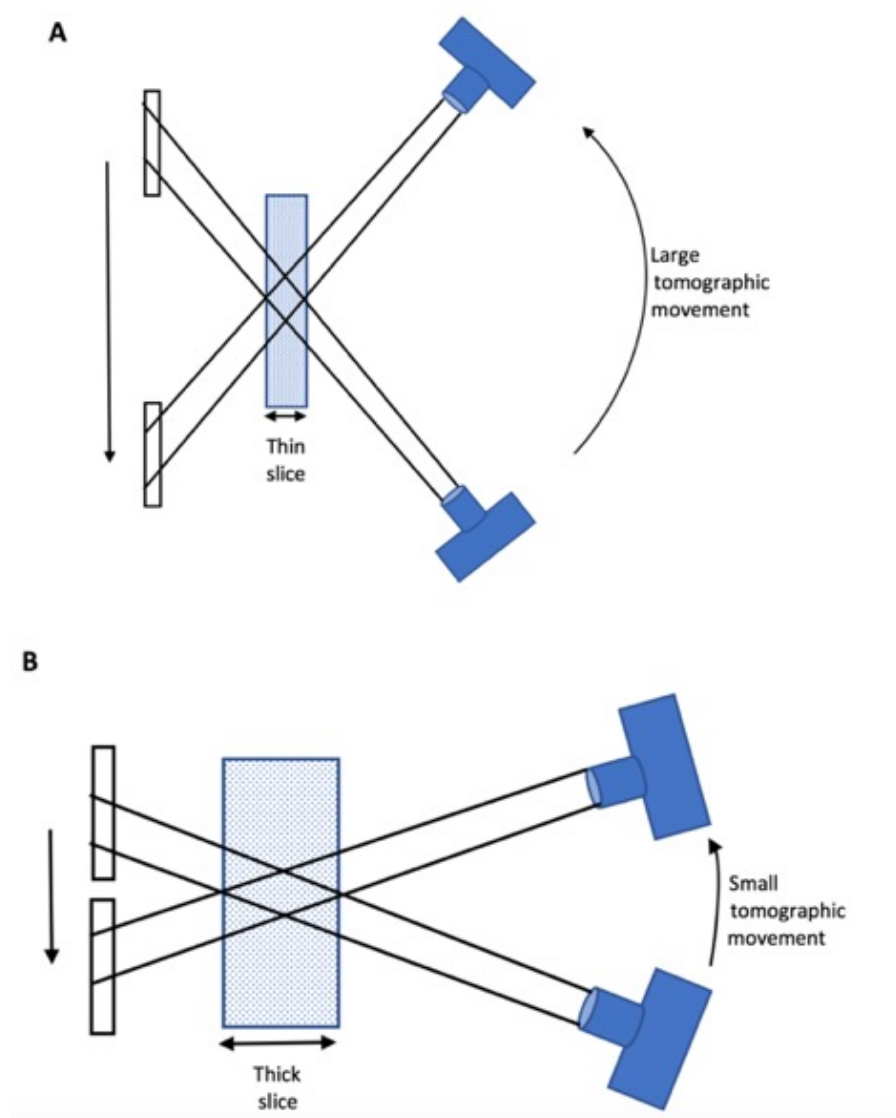 A
Large
tomographic
movement
Thin
slice
B
Small
tomographic
movement
Thick
slice